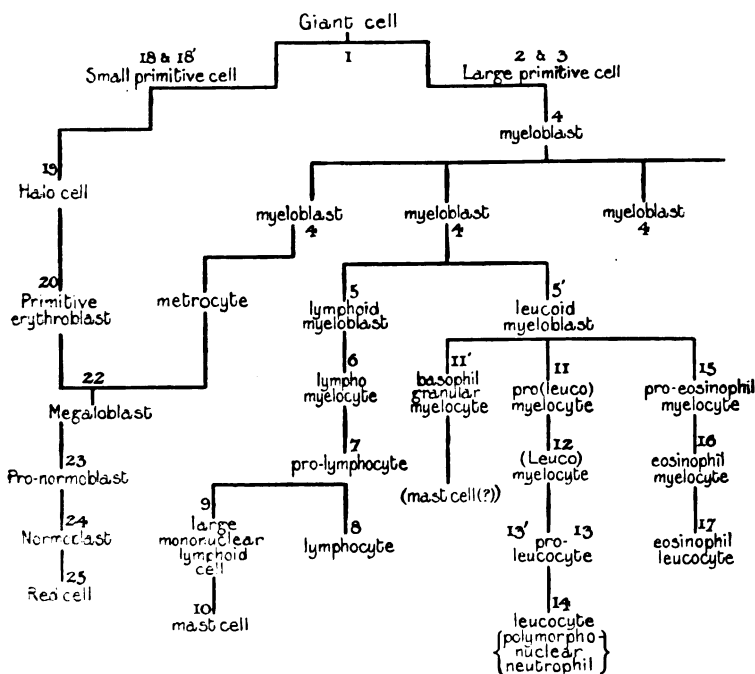 Giant cell
1
18 & 18'
Small primitive cell
2 & 3
Large primitive cell
4
myeloblast
19
Halo cell
myeloblast
4
myeloblast
4
myeloblast
4
20
Primitive
erythroblast
metrocyte
5
lymphoid
myeloblast
5'
leucoid
myeloblast
22
Megaloblast
6
lympho
myelocyte
11'
basophil
granular
myelocyte
11
pro(leuco)
myelocyte
15
pro-eosinophil
myelocyte
23
Pro-normoblast
7
pro-lymphocyte
(mast cell(?))
12
(Leuco)
myelocyte
16
eosinophil
myelocyte
24
Normoblast
9
large
mononuclear
lymphoid
cell
8
lymphocyte
13' 13
pro-
leucocyte
17
eosinophil
leucocyte
25
Red cell
10
mast cell
14
leucocyte
{polymorpho
nuclear
neutrophil}